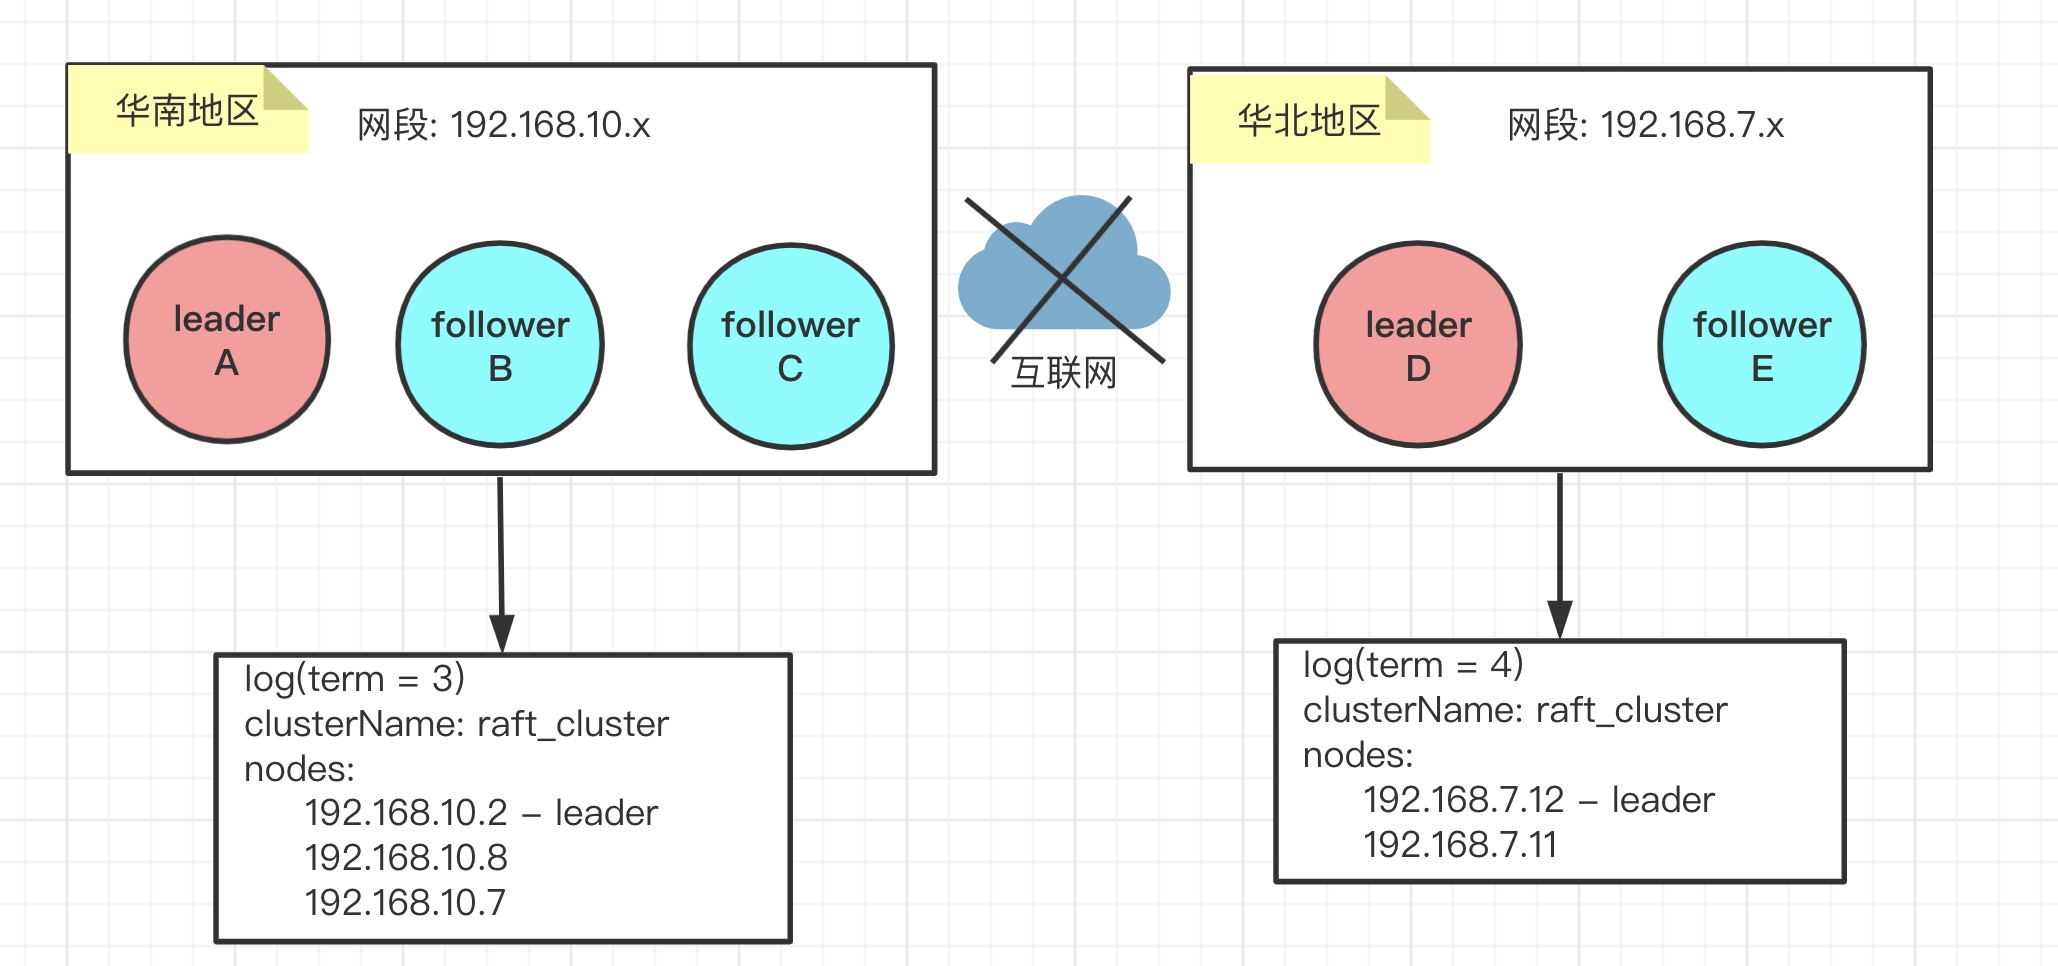 华南地区
网段: 192.168.10.x
leader
A
follower
B
follower
C
互联网
华北地区
网段: 192.168.7.x
leader
D
follower
E
log(term = 3)
clusterName: raft_cluster
nodes:
192.168.10.2 – leader
192.168.10.8
192.168.10.7
log(term = 4)
clusterName: raft_cluster
nodes:
192.168.7.12 – leader
192.168.7.11